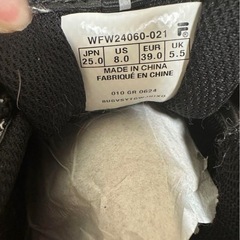 WFW24060-021
JPN US EUR UK
25.0 8.0 39.0 5.5
MADE IN CHINA
FABRIQUÉ EN CHINE
010 GR 0624